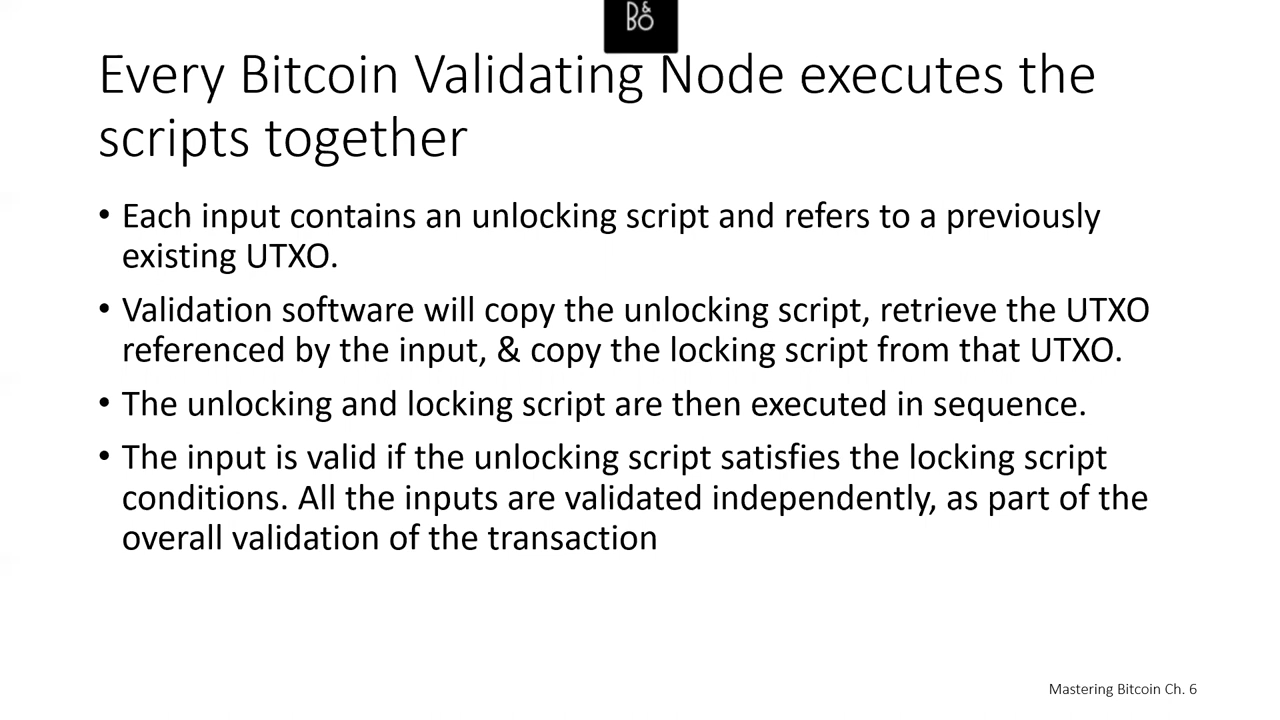 B&O
Every Bitcoin Validating Node executes the
scripts together
• Each input contains an unlocking script and refers to a previously
existing UTXO.
• Validation software will copy the unlocking script, retrieve the UTXO
referenced by the input, & copy the locking script from that UTXO.
• The unlocking and locking script are then executed in sequence.
• The input is valid if the unlocking script satisfies the locking script
conditions. All the inputs are validated independently, as part of the
overall validation of the transaction
Mastering Bitcoin Ch. 6